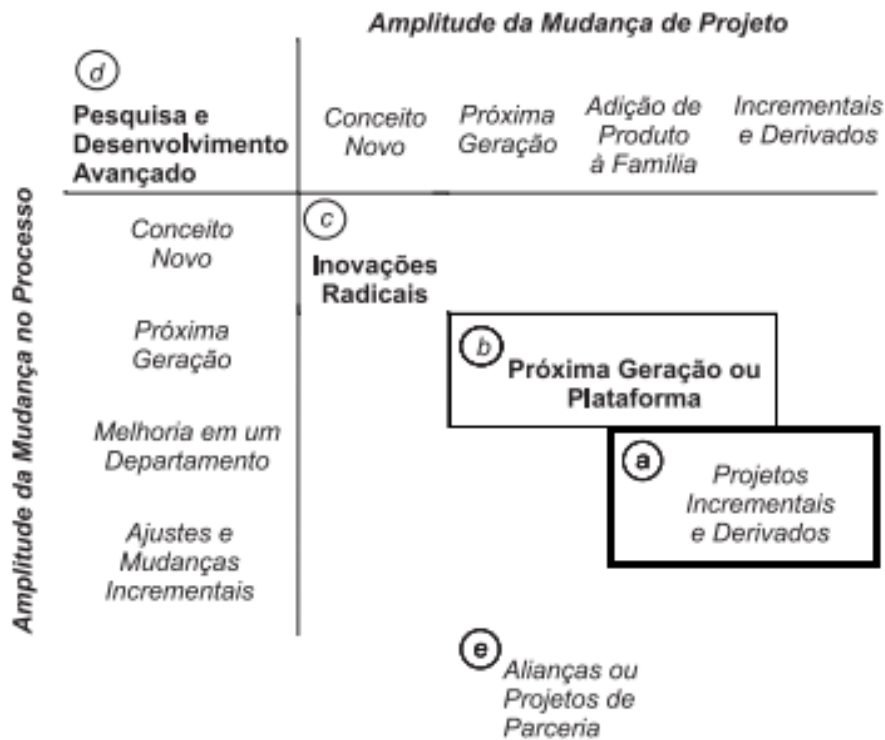 Amplitude da Mudança de Projeto
d
Pesquisa e
Desenvolvimento
Avançado
Conceito
Novo
Próxima
Geração
Adição de
Produto
à Família
Incrementais
e Derivados
Amplitude da Mudança no Processo
Conceito
Novo
Próxima
Geração
Melhoria em um
Departamento
Ajustes e
Mudanças
Incrementais
c
Inovações
Radicais
b
Próxima Geração ou
Plataforma
a
Projetos
Incrementais
e Derivados
e
Alianças ou
Projetos de
Parceria